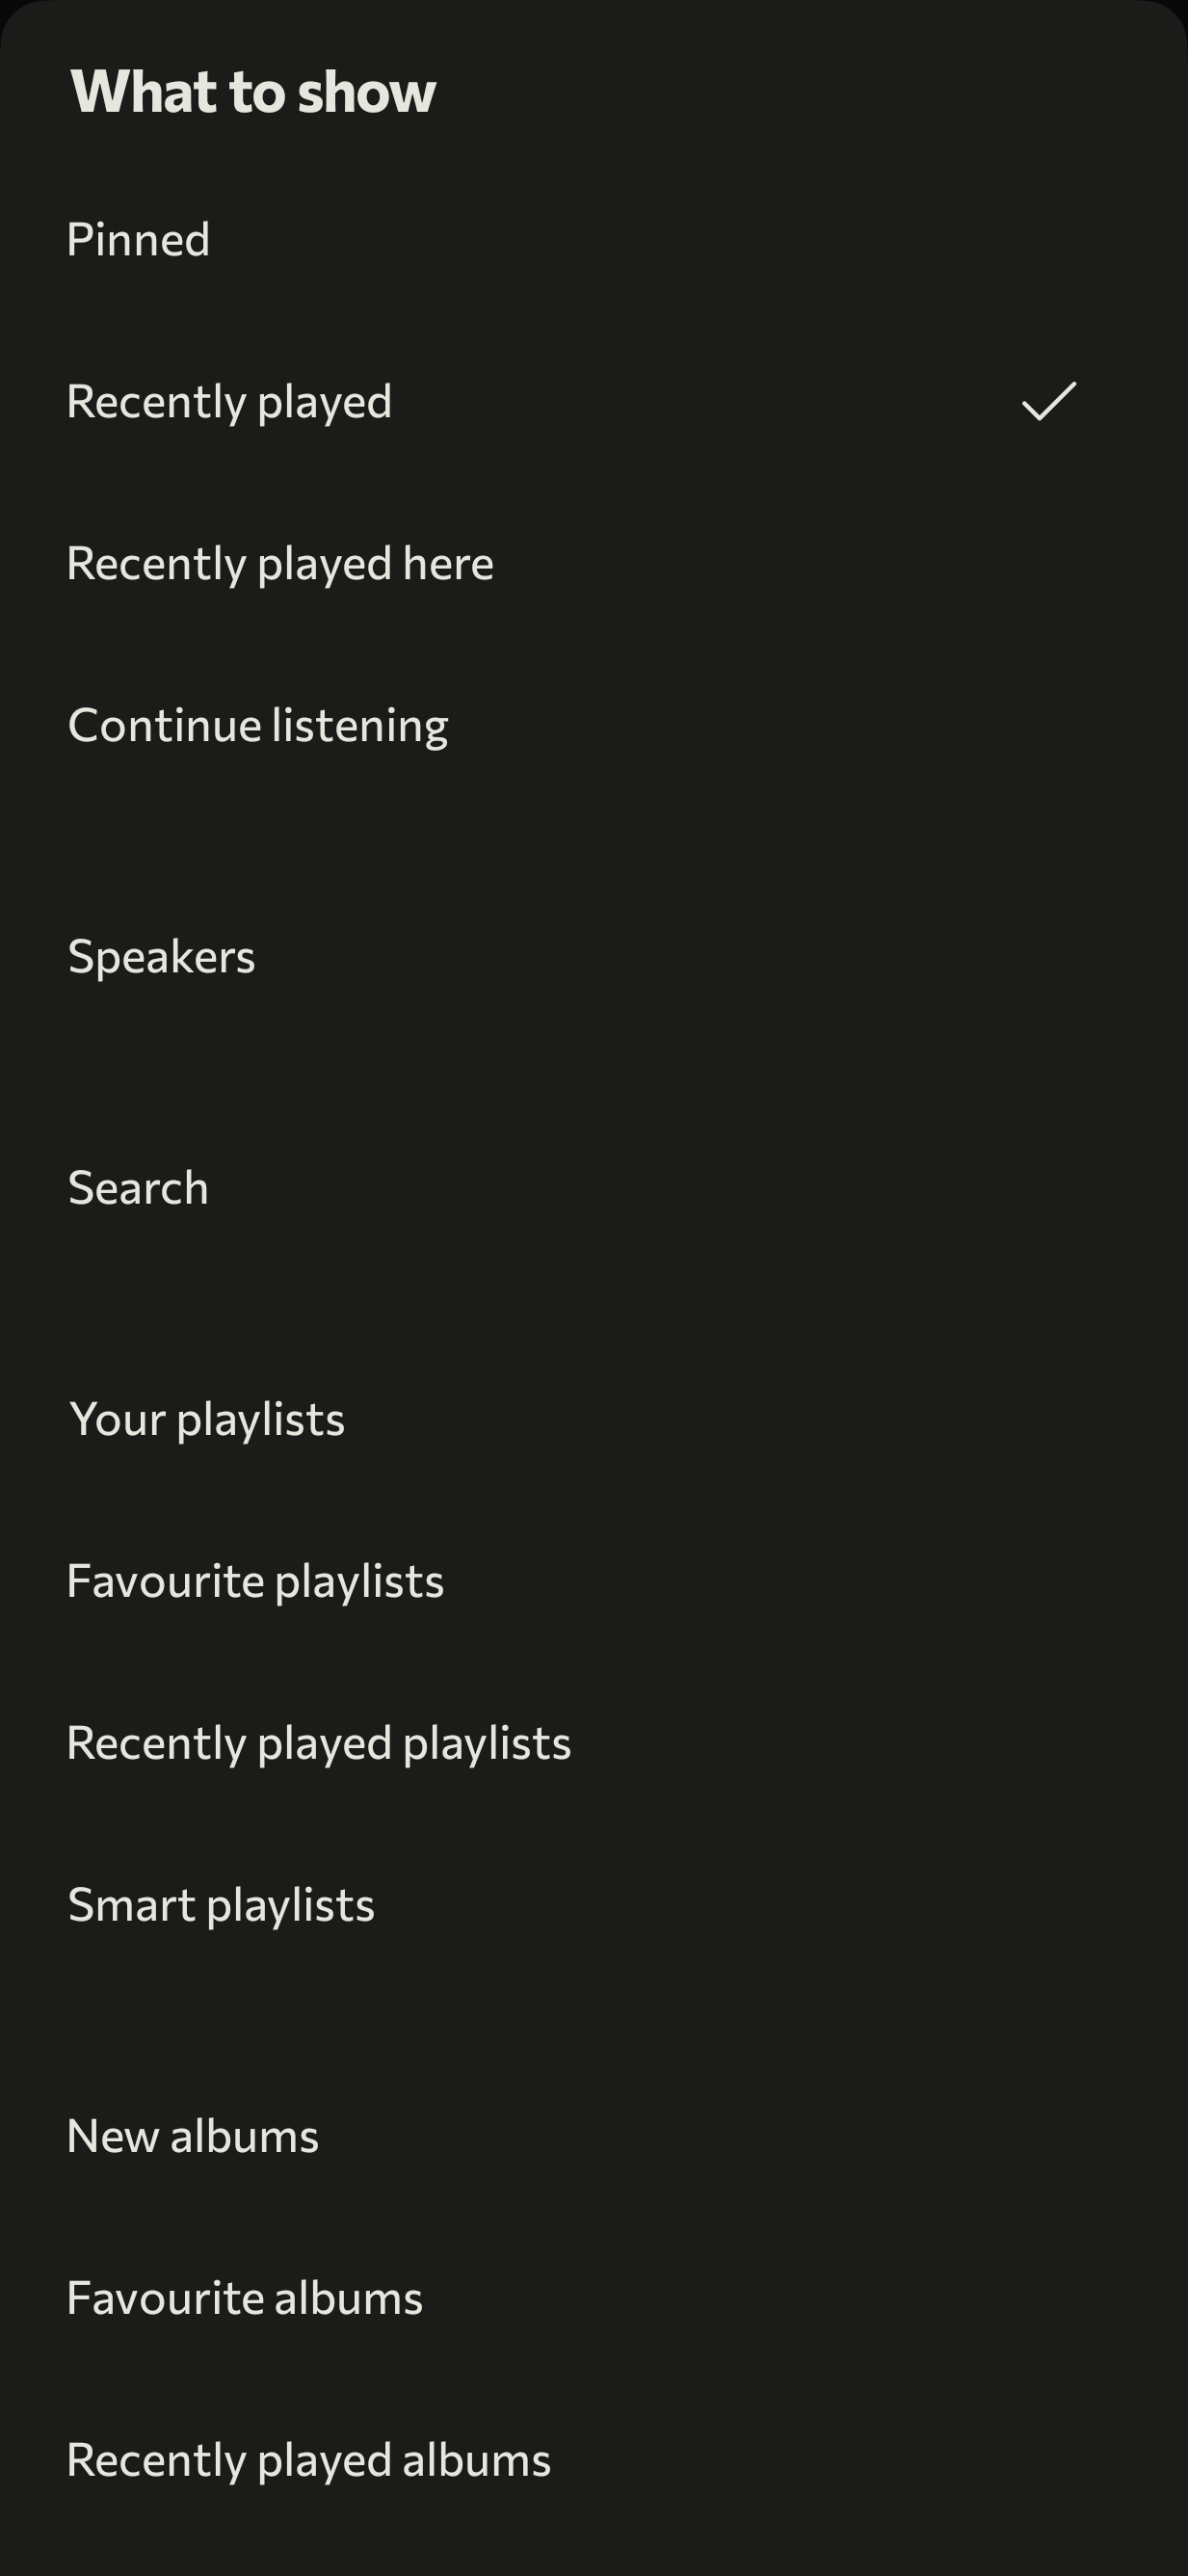 What to show
Pinned
Recently played
Recently played here
Continue listening
Speakers
Search
Your playlists
Favourite playlists
Recently played playlists
Smart playlists
New albums
Favourite albums
Recently played albums